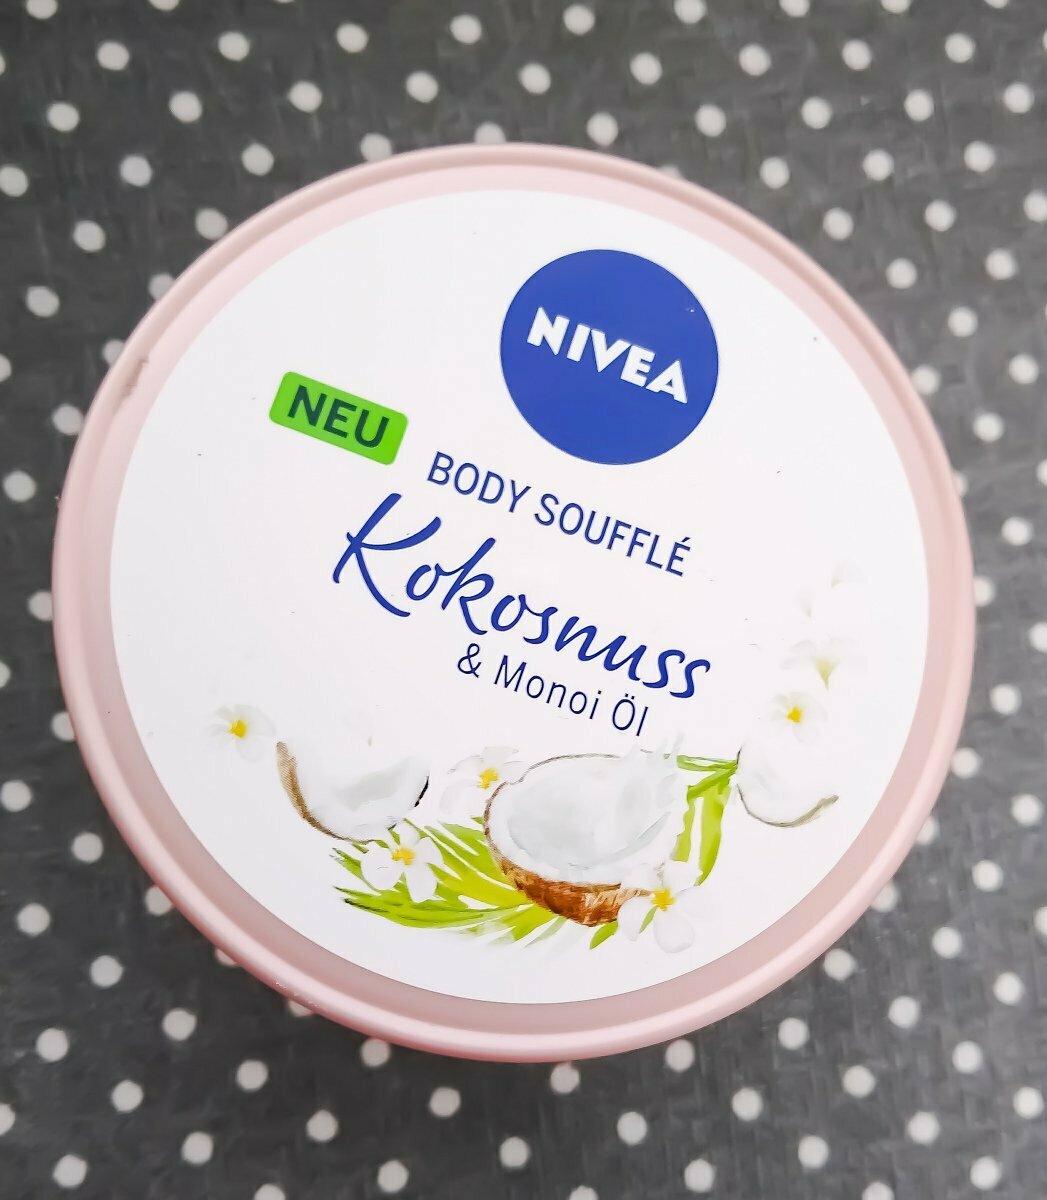 NIVEA
NEU
BODY SOUFFLÉ
Kokosnuss
& Monoi Öl